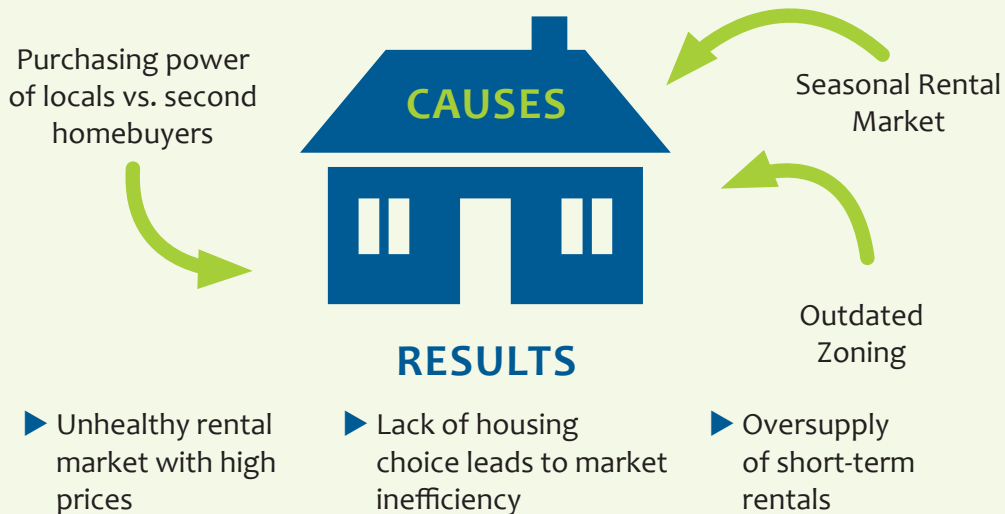 Purchasing power
of locals vs. second
homebuyers
CAUSES
Seasonal Rental
Market
Outdated
Zoning
RESULTS
Unhealthy rental
market with high
prices
Lack of housing
choice leads to market
inefficiency
Oversupply
of short-term
rentals